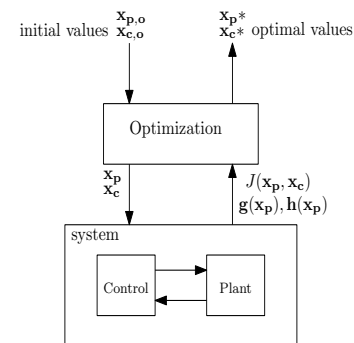 initial values x_p,o x_p* optimal values
x_c,o x_c*
Optimization
x_p
x_c
J(x_p, x_c)
g(x_p), h(x_p)
system
Control
Plant